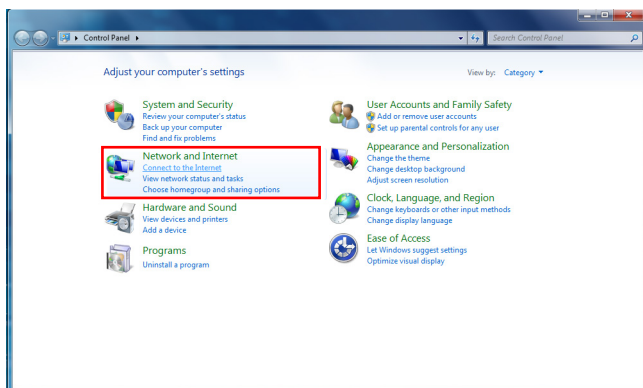 Control Panel
Search Control Panel
Adjust your computer's settings
View by: Category
System and Security
Review your computer's status
Back up your computer
Find and fix problems
Network and Internet
Connect to the Internet
View network status and tasks
Choose homegroup and sharing options
Hardware and Sound
View devices and printers
Add a device
Programs
Uninstall a program
User Accounts and Family Safety
Add or remove user accounts
Set up parental controls for any user
Appearance and Personalization
Change the theme
Change desktop background
Adjust screen resolution
Clock, Language, and Region
Change keyboards or other input methods
Change display language
Ease of Access
Let Windows suggest settings
Optimize visual display